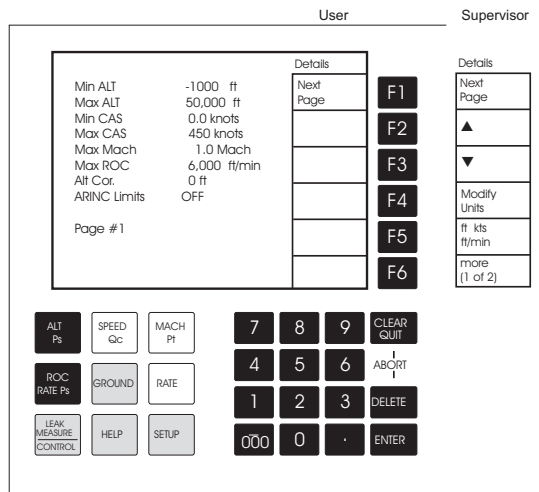 User
Supervisor
Details
Min ALT -1000 ft
Max ALT 50,000 ft
Min CAS 0.0 knots
Max CAS 450 knots
Max Mach 1.0 Mach
Max ROC 6,000 ft/min
Alt Cor. 0 ft
ARINC Limits OFF
Page #1
Next
Page
F1
F2
F3
F4
F5
F6
Details
Next
Page
▲
▼
Modify
Units
ft kts
ft/min
more
(1 of 2)
ALT
Ps
SPEED
Qc
MACH
Pt
ROC
RATE Ps
GROUND
RATE
LEAK
MEASURE
CONTROL
HELP
SETUP
7 8 9 CLEAR
QUIT
4 5 6 ABORT
1 2 3 DELETE
000 0 . ENTER